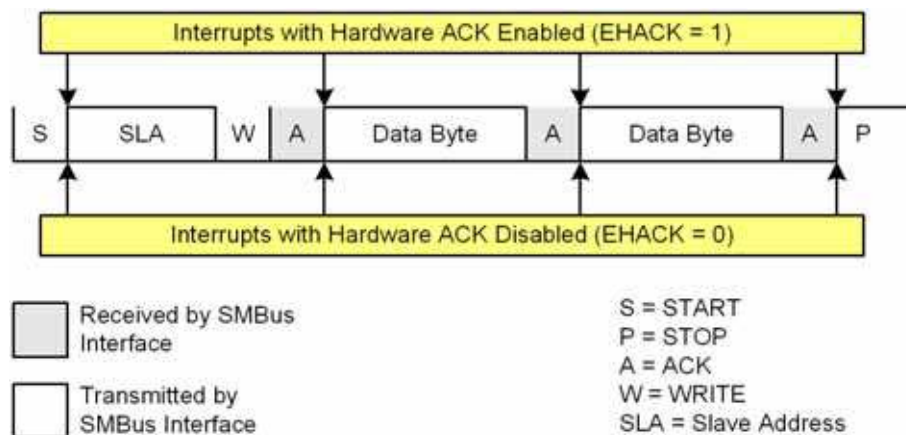 Interrupts with Hardware ACK Enabled (EHACK = 1)
S SLA W A Data Byte A Data Byte A P
Interrupts with Hardware ACK Disabled (EHACK = 0)
Received by SMBus
Interface
Transmitted by
SMBus Interface
S = START
P = STOP
A = ACK
W = WRITE
SLA = Slave Address